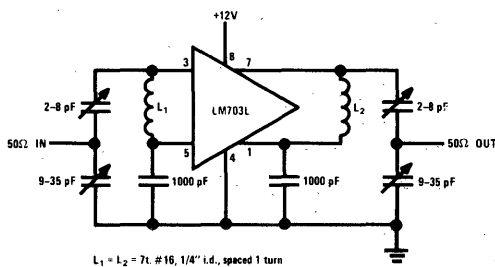 +12V
8
3
7
2–8 pF
L1
LM703L
L2
2–8 pF
50Ω IN
5
4
1
50Ω OUT
9–35 pF
1000 pF
1000 pF
9–35 pF
L1 = L2 = 7t. #16, 1/4" i.d., spaced 1 turn